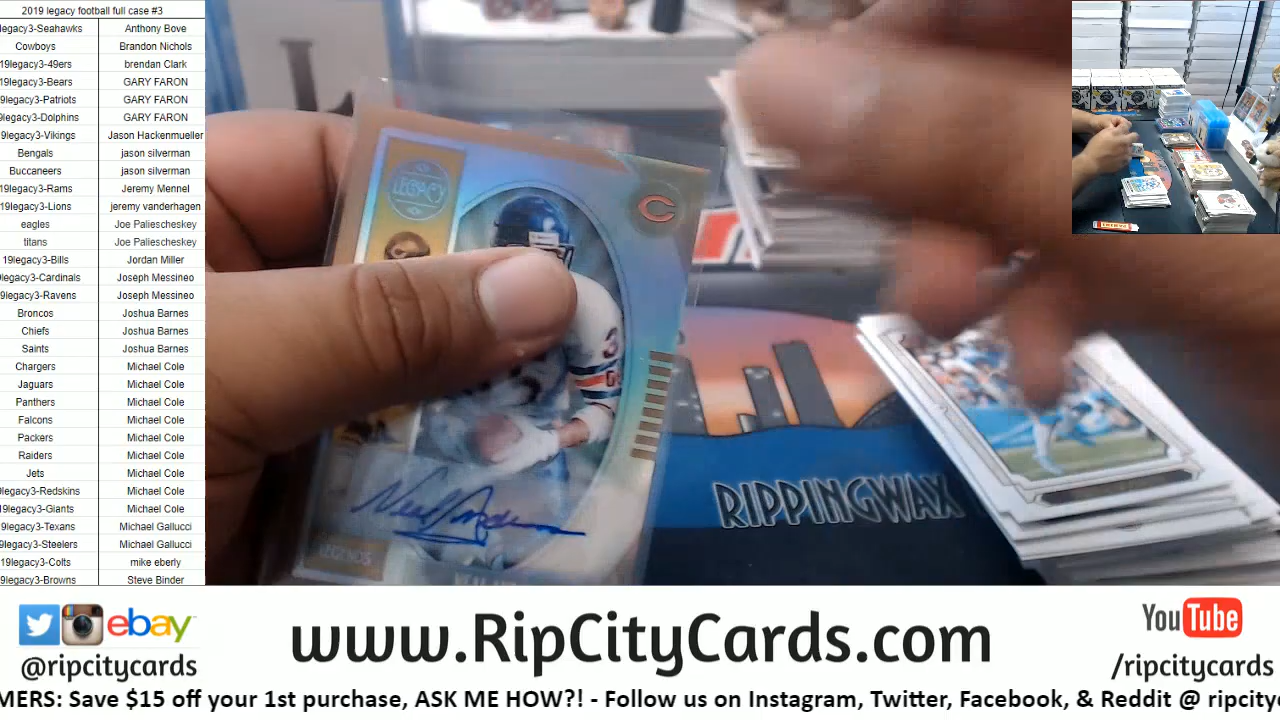 2019 legacy football full case #3
legacy3-Seahawks Anthony Bove
Cowboys Brandon Nichols
19legacy3-49ers brendan Clark
19legacy3-Bears GARY FARON
9legacy3-Patriots GARY FARON
9legacy3-Dolphins GARY FARON
19legacy3-Vikings Jason Hackenmueller
Bengals jason silverman
Buccaneers jason silverman
19legacy3-Rams Jeremy Mennel
19legacy3-Lions jeremy vanderhagen
eagles Joe Paliescheskey
titans Joe Paliescheskey
19legacy3-Bills Jordan Miller
9legacy3-Cardinals Joseph Messineo
9legacy3-Ravens Joseph Messineo
Broncos Joshua Barnes
Chiefs Joshua Barnes
Saints Joshua Barnes
Chargers Michael Cole
Jaguars Michael Cole
Panthers Michael Cole
Falcons Michael Cole
Packers Michael Cole
Raiders Michael Cole
Jets Michael Cole
9legacy3-Redskins Michael Cole
9legacy3-Giants Michael Cole
9legacy3-Texans Michael Gallucci
9legacy3-Steelers Michael Gallucci
19legacy3-Colts mike eberly
9legacy3-Browns Steve Binder
LEGACY
C
LEGENDS
RIPPINGWAX
ebay
@ripcitycards
www.RipCityCards.com
YouTube
/ripcitycards
MERS: Save $15 off your 1st purchase, ASK ME HOW?! - Follow us on Instagram, Twitter, Facebook, & Reddit @ ripcity